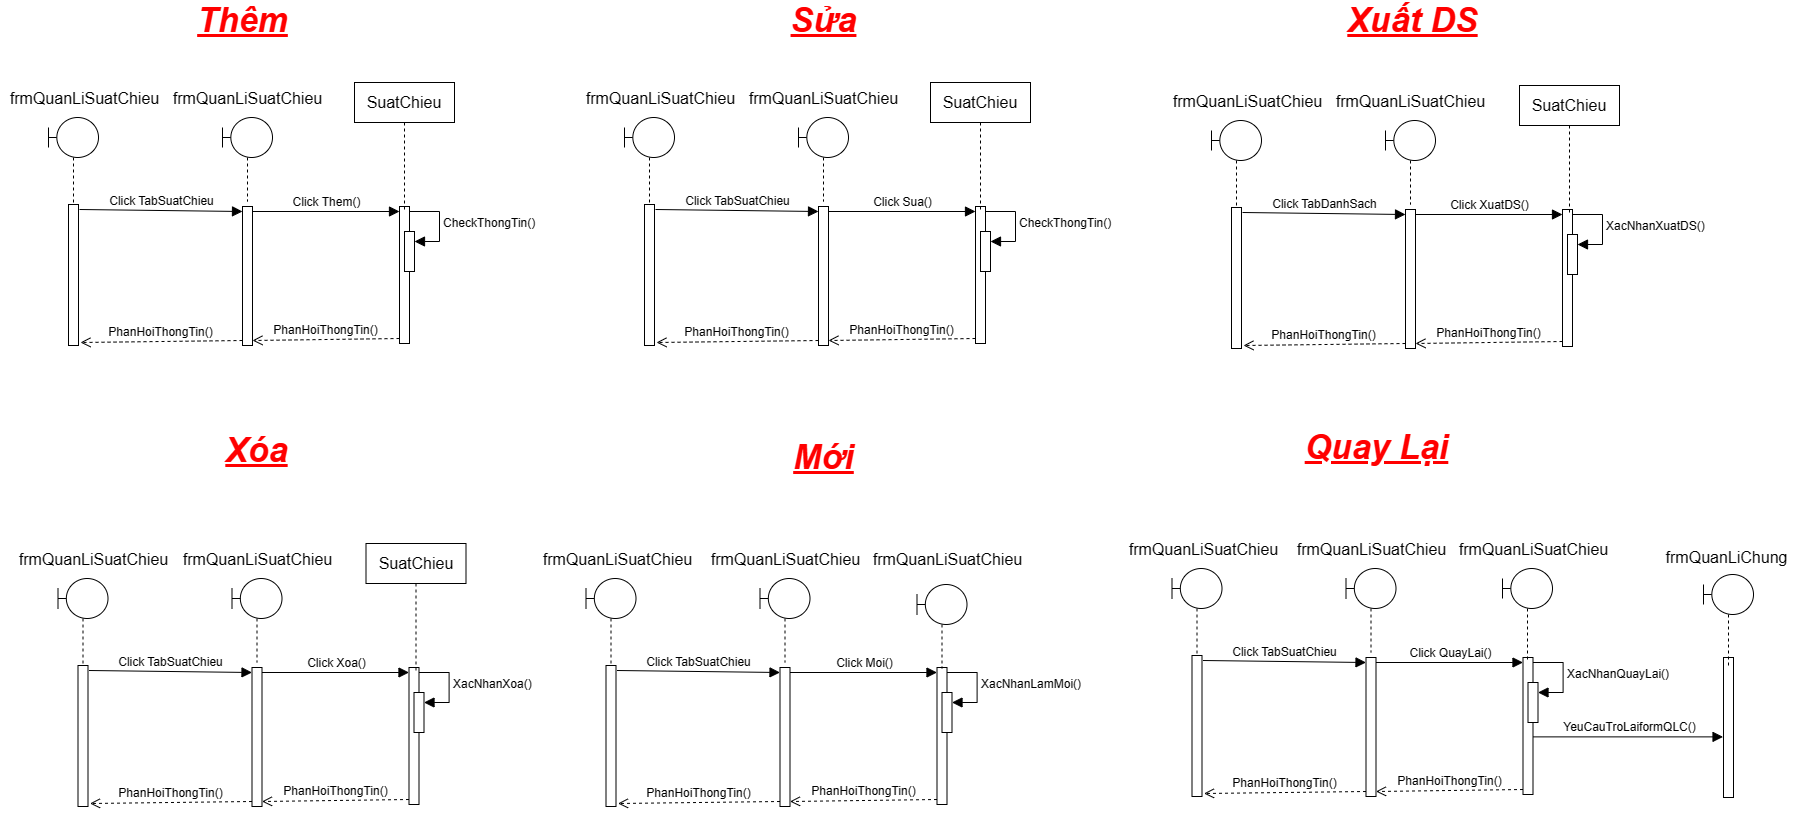 Thêm
frmQuanLiSuatChieu
frmQuanLiSuatChieu
SuatChieu
Click TabSuatChieu
Click Them()
CheckThongTin()
PhanHoiThongTin()
PhanHoiThongTin()
Sửa
frmQuanLiSuatChieu
frmQuanLiSuatChieu
SuatChieu
Click TabSuatChieu
Click Sua()
CheckThongTin()
PhanHoiThongTin()
PhanHoiThongTin()
Xuất DS
frmQuanLiSuatChieu
frmQuanLiSuatChieu
SuatChieu
Click TabDanhSach
Click XuatDS()
XacNhanXuatDS()
PhanHoiThongTin()
PhanHoiThongTin()
Xóa
frmQuanLiSuatChieu
frmQuanLiSuatChieu
SuatChieu
Click TabSuatChieu
Click Xoa()
XacNhanXoa()
PhanHoiThongTin()
PhanHoiThongTin()
Mới
frmQuanLiSuatChieu
frmQuanLiSuatChieu
frmQuanLiSuatChieu
Click TabSuatChieu
Click Moi()
XacNhanLamMoi()
PhanHoiThongTin()
PhanHoiThongTin()
Quay Lại
frmQuanLiSuatChieu
frmQuanLiSuatChieu
frmQuanLiSuatChieu
frmQuanLiChung
Click TabSuatChieu
Click QuayLai()
XacNhanQuayLai()
YeuCauTroLaiformQLC()
PhanHoiThongTin()
PhanHoiThongTin()